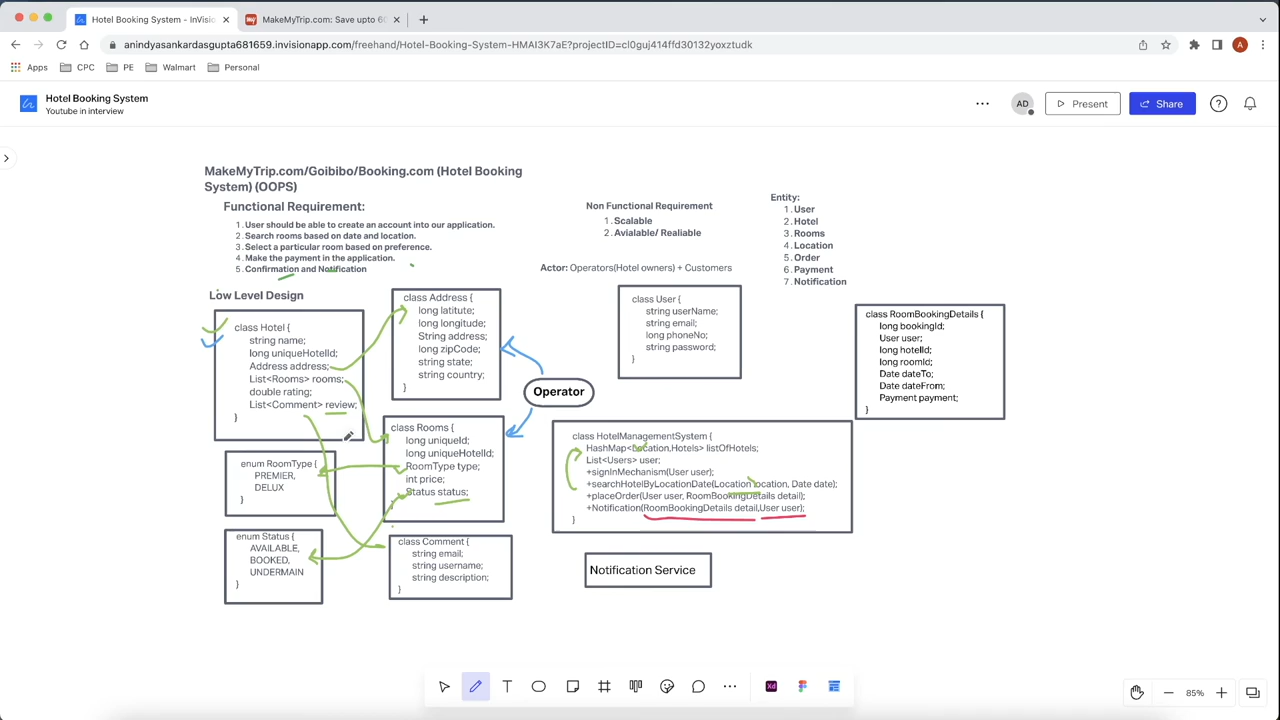 Hotel Booking System - InVisio
MakeMyTrip.com: Save upto 60
anindyasankardasgupta681659.invisionapp.com/freehand/Hotel-Booking-System-HMAI3K7aE?projectID=cl0guj414ffd30132yoxztudk
A
Apps
CPC
PE
Walmart
Personal
Hotel Booking System
Youtube in interview
AD
Present
Share
MakeMyTrip.com/Goibibo/Booking.com (Hotel Booking
System) (OOPS)
Functional Requirement:
1. User should be able to create an account into our application.
2. Search rooms based on date and location.
3. Select a particular room based on preference.
4. Make the payment in the application.
5. Confirmation and Notification
Non Functional Requirement
1. Scalable
2. Avialable/ Realiable
Actor: Operators(Hotel owners) + Customers
Entity:
1. User
2. Hotel
3. Rooms
4. Location
5. Order
6. Payment
7. Notification
Low Level Design
class Hotel {
string name;
long uniqueHotelId;
Address address;
List<Rooms> rooms;
double rating;
List<Comment> review;
}
class Address {
long latitute;
long longitude;
String address;
long zipCode;
string state;
string country;
}
Operator
class User {
string userName;
string email;
long phoneNo;
string password;
}
class RoomBookingDetails {
long bookingId;
User user;
long hotelId;
long roomId;
Date dateTo;
Date dateFrom;
Payment payment;
}
class Rooms {
long uniqueId;
long uniqueHotelId;
RoomType type;
int price;
Status status;
}
enum RoomType {
PREMIER,
DELUX
}
class HotelManagementSystem {
HashMap<Location,Hotels> listOfHotels;
List<Users> user;
+signInMechanism(User user);
+searchHotelByLocationDate(Location location, Date date);
+placeOrder(User user, RoomBookingDetails detail);
+Notification(RoomBookingDetails detail,User user);
}
enum Status {
AVAILABLE,
BOOKED,
UNDERMAIN
}
class Comment {
string email;
string username;
string description;
}
Notification Service
T
Xd
85%